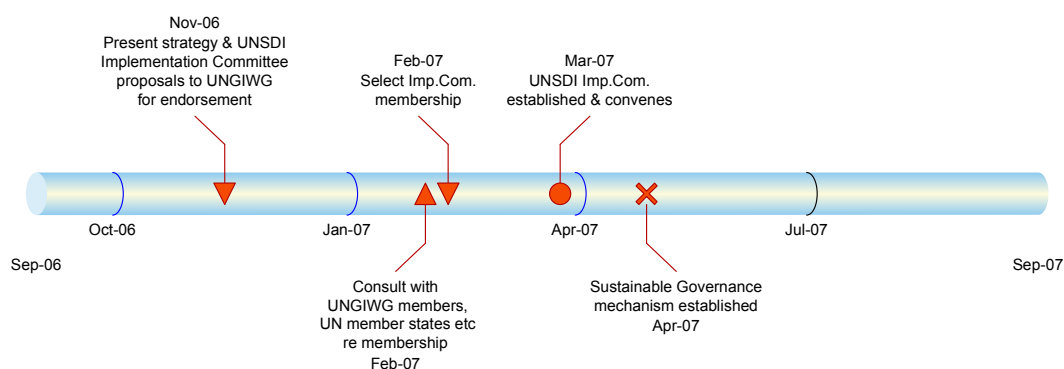 Nov-06
Present strategy & UNSDI
Implementation Committee
proposals to UNGIWG
for endorsement
Feb-07
Select Imp.Com.
membership
Mar-07
UNSDI Imp.Com.
established & convenes
Oct-06
Jan-07
Apr-07
Jul-07
Sep-06
Sep-07
Consult with
UNGIWG members,
UN member states etc
re membership
Feb-07
Sustainable Governance
mechanism established
Apr-07